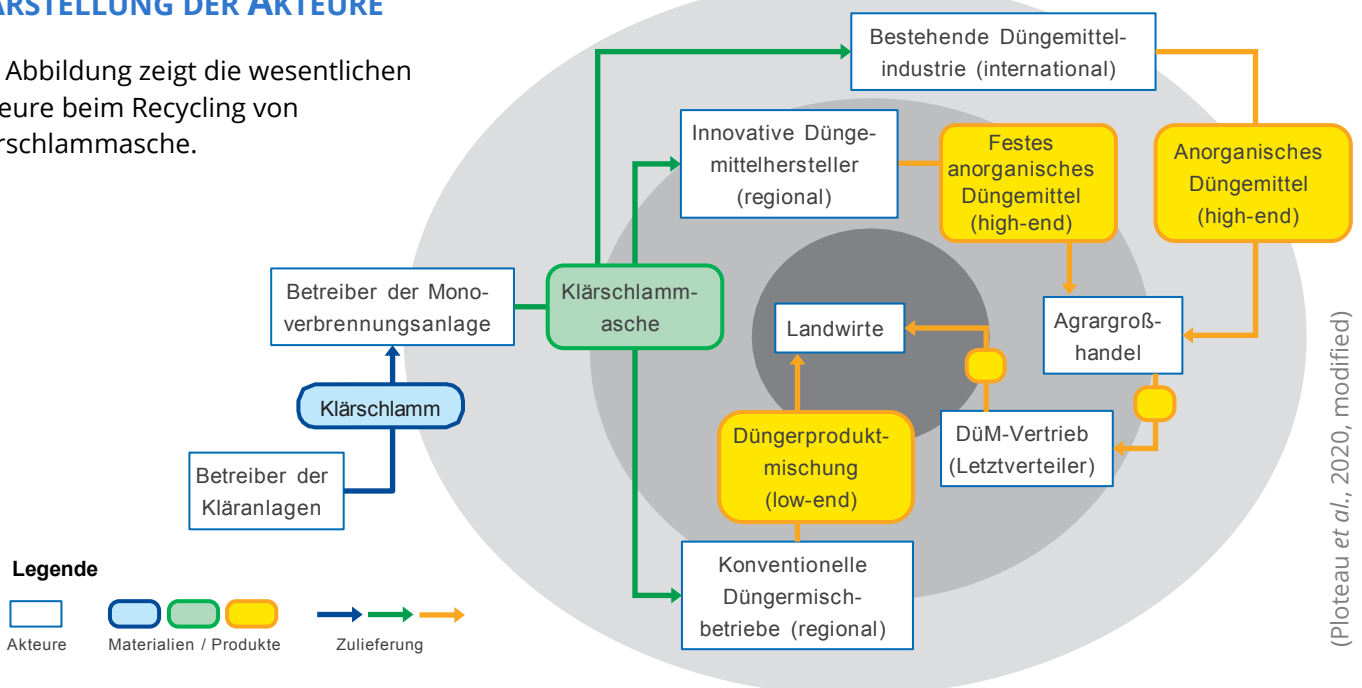 ARSTELLUNG DER AKTEURE
Abbildung zeigt die wesentlichen
eure beim Recycling von
rschlammasche.
Bestehende Düngemittel-
industrie (international)
Innovative Dünge-
mittelhersteller
(regional)
Festes
anorganisches
Düngemittel
(high-end)
Anorganisches
Düngemittel
(high-end)
Betreiber der Mono-
verbrennungsanlage
Klärschlamm-
asche
Landwirte
Agrargroß-
handel
Klärschlamm
Betreiber der
Kläranlagen
Düngerprodukt-
mischung
(low-end)
DüM-Vertrieb
(Letztverteiler)
Konventionelle
Düngermisch-
betriebe (regional)
Legende
Akteure
Materialien / Produkte
Zulieferung
(Ploteau et al., 2020, modified)